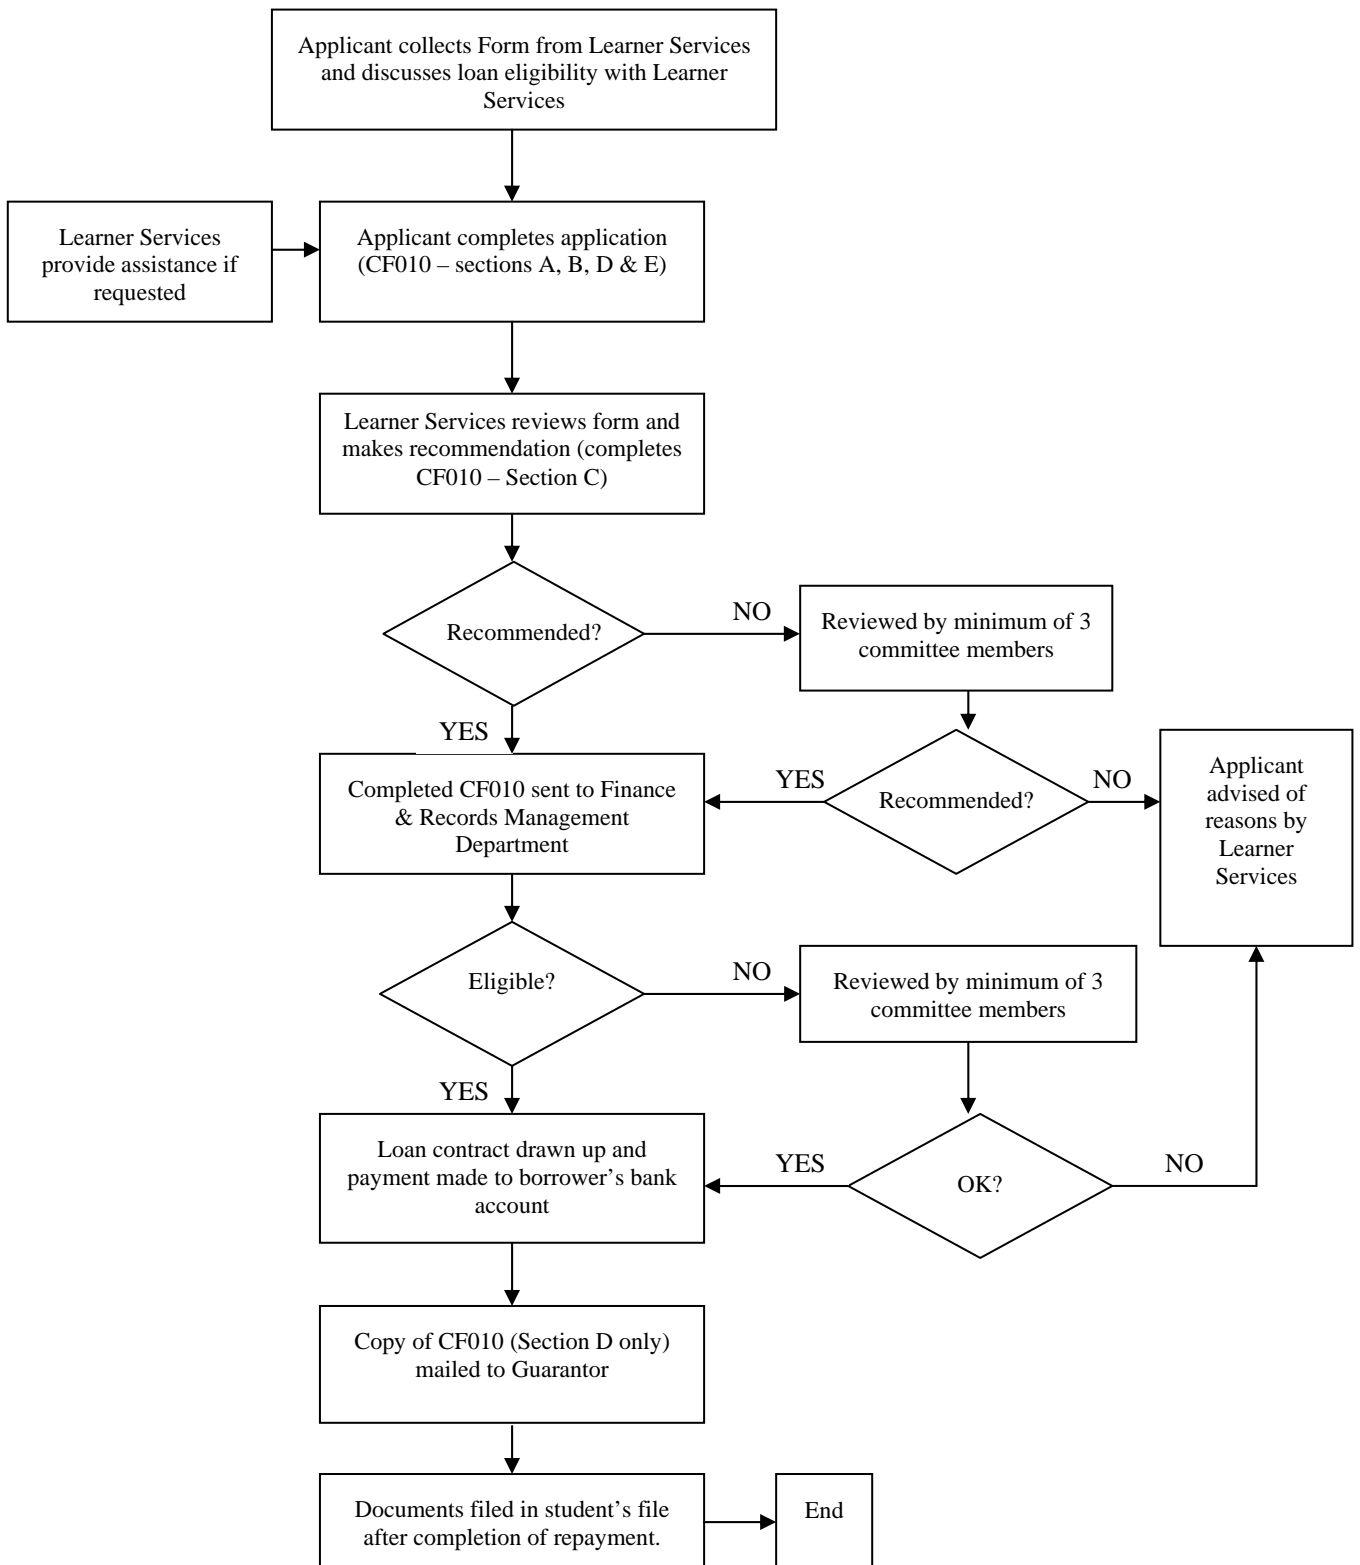 Applicant collects Form from Learner Services
and discusses loan eligibility with Learner
Services
Learner Services
provide assistance if
requested
Applicant completes application
(CF010 – sections A, B, D & E)
Learner Services reviews form and
makes recommendation (completes
CF010 – Section C)
Recommended?
NO
Reviewed by minimum of 3
committee members
YES
Completed CF010 sent to Finance
& Records Management
Department
YES
Recommended?
NO
Applicant
advised of
reasons by
Learner
Services
Eligible?
NO
Reviewed by minimum of 3
committee members
YES
Loan contract drawn up and
payment made to borrower’s bank
account
YES
OK?
NO
Copy of CF010 (Section D only)
mailed to Guarantor
Documents filed in student’s file
after completion of repayment.
End